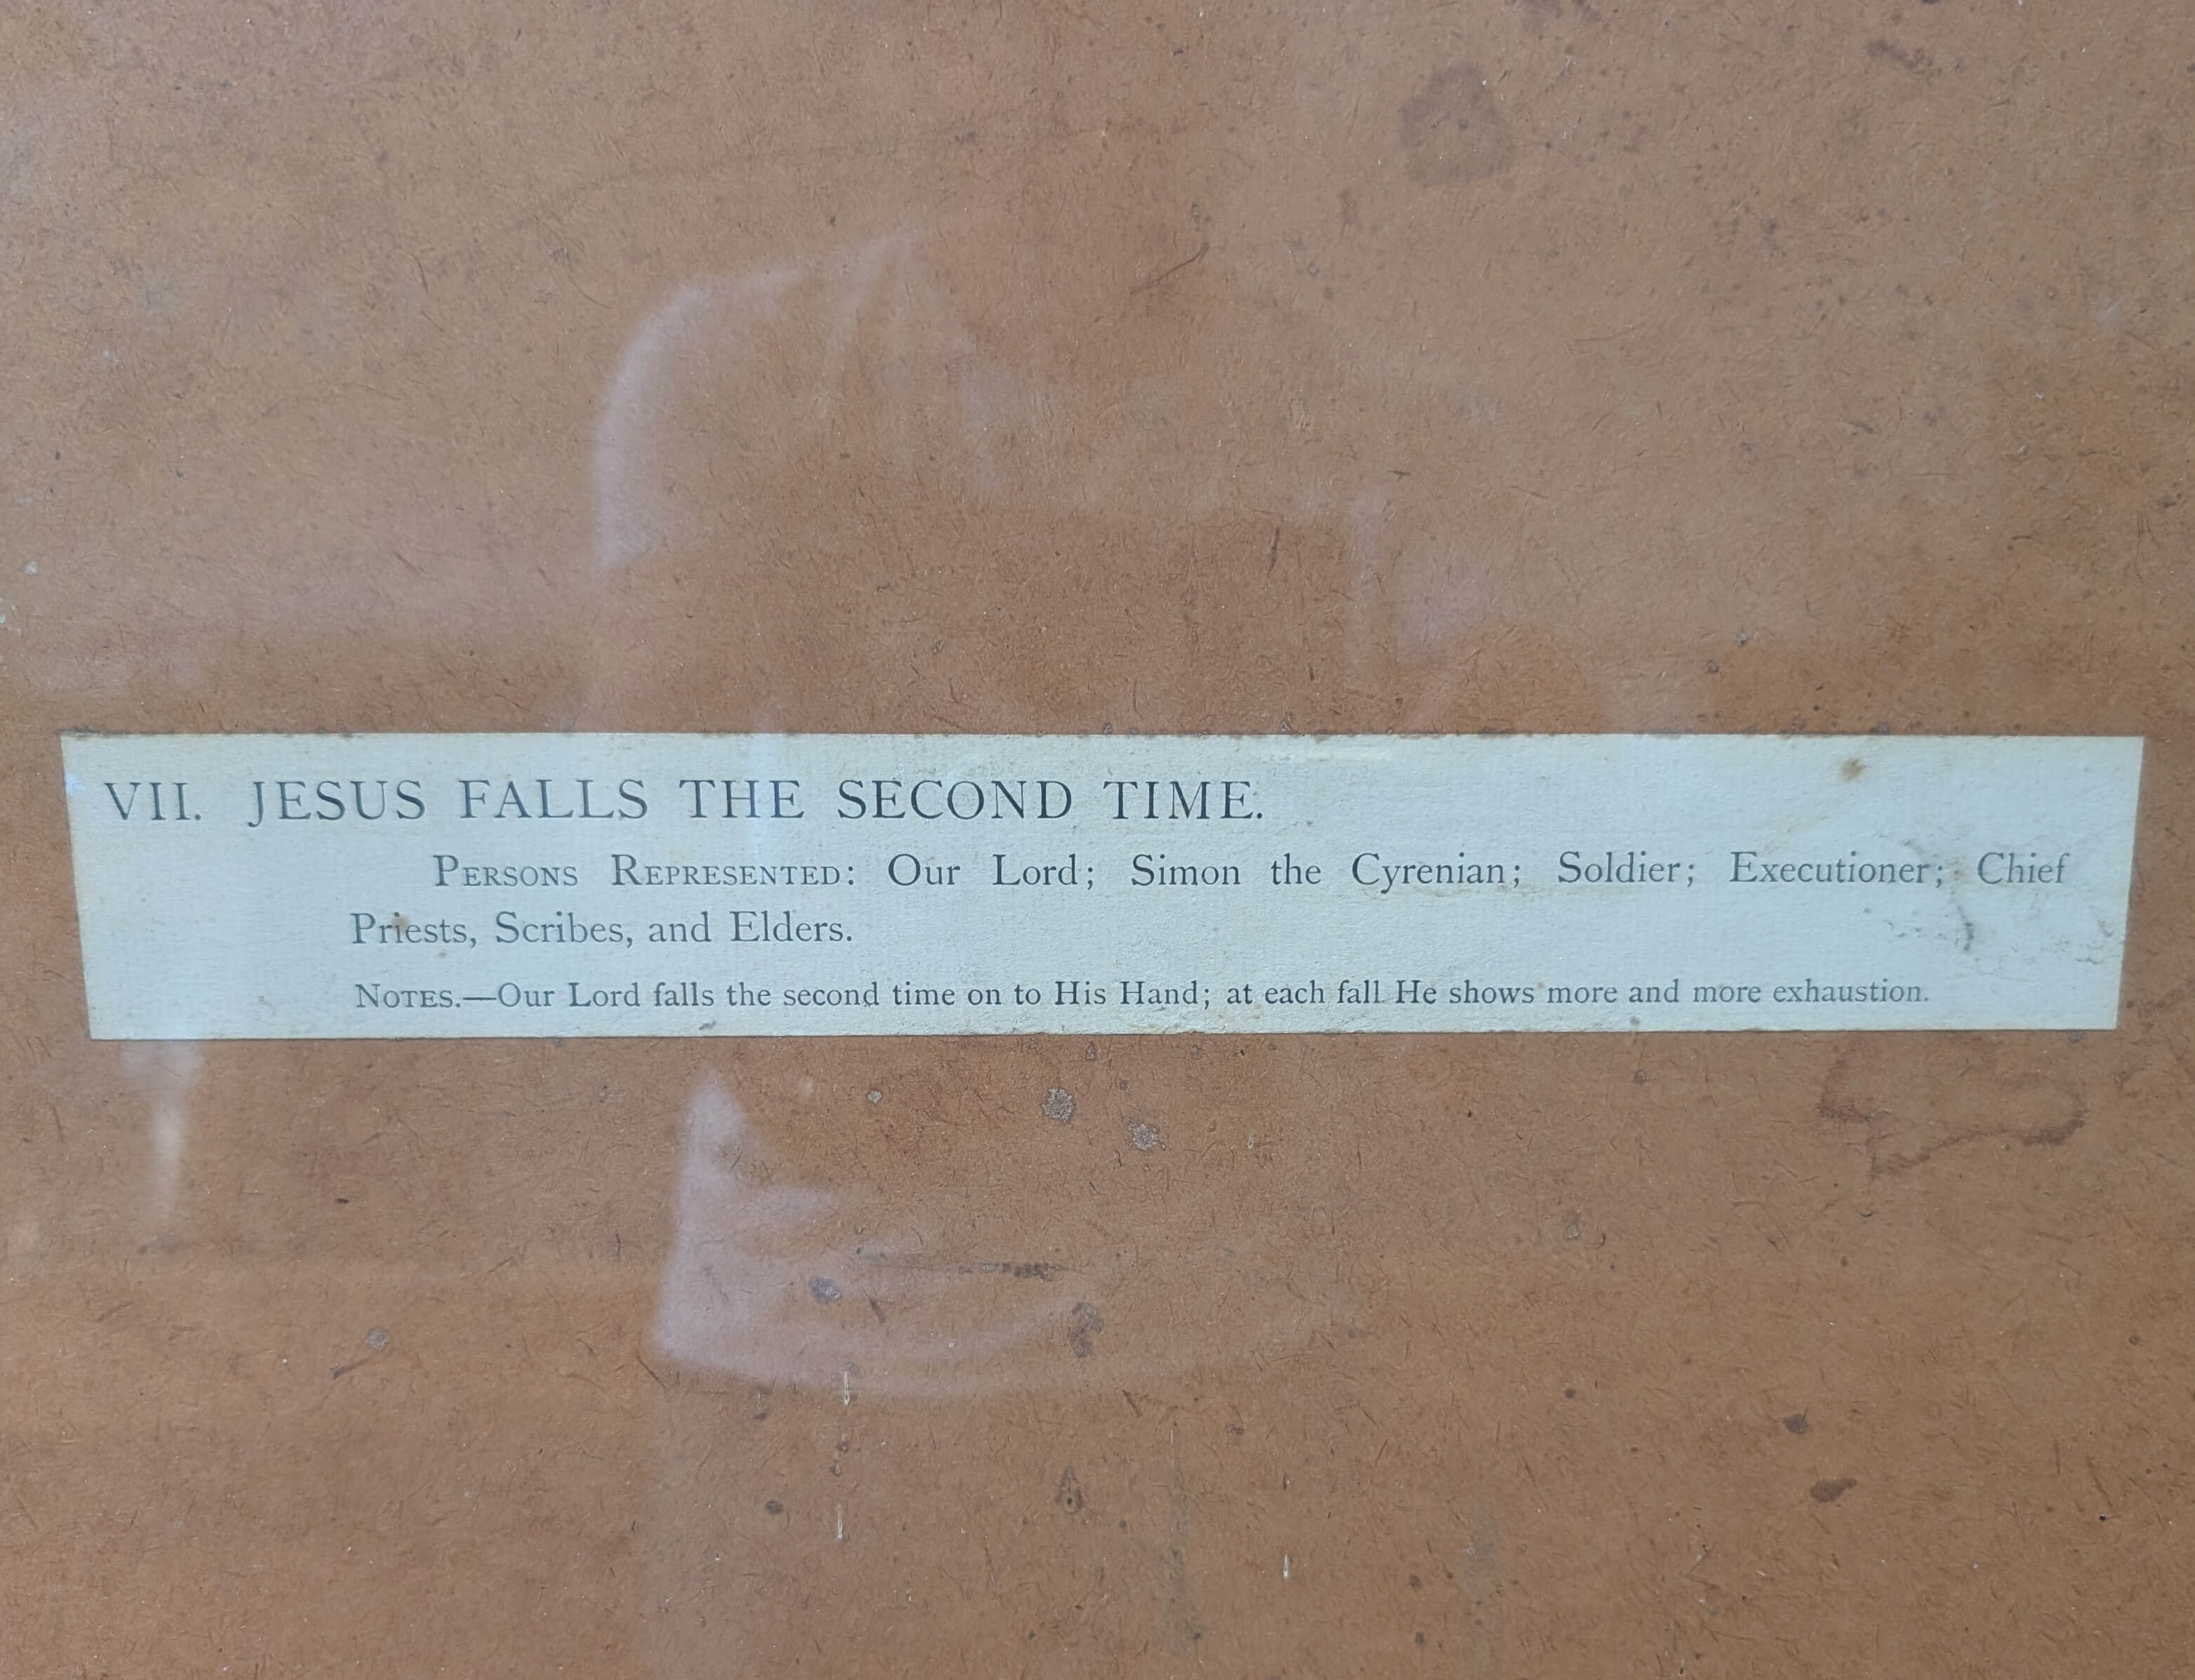 VII. JESUS FALLS THE SECOND TIME.
PERSONS REPRESENTED: Our Lord; Simon the Cyrenian; Soldier; Executioner; Chief
Priests, Scribes, and Elders.
NOTES.—Our Lord falls the second time on to His Hand; at each fall He shows more and more exhaustion.